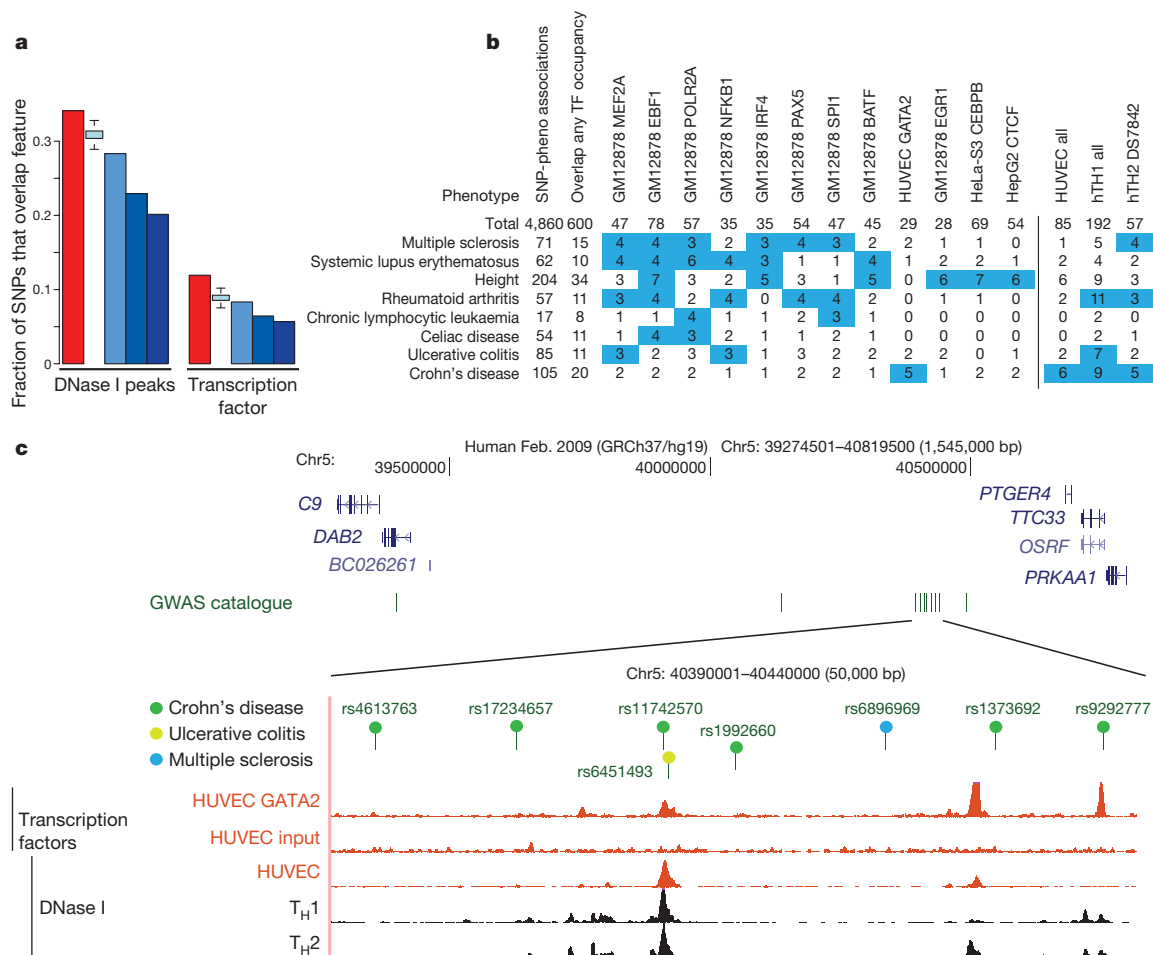 a
Fraction of SNPs that overlap feature
0.3
0.2
0.1
0
DNase I peaks
Transcription
factor
b
Phenotype
SNP-pheno associations
Overlap any TF occupancy
GM12878 MEF2A
GM12878 EBF1
GM12878 POLR2A
GM12878 NFKB1
GM12878 IRF4
GM12878 PAX5
GM12878 SPI1
GM12878 BATF
HUVEC GATA2
GM12878 EGR1
HeLa-S3 CEBPB
HepG2 CTCF
HUVEC all
hTH1 all
hTH2 DS7842
Total 4,860 600 47 78 57 35 35 54 47 45 29 28 69 54 85 192 57
Multiple sclerosis 71 15 4 4 3 2 3 4 3 2 2 1 1 0 1 5 4
Systemic lupus erythematosus 62 10 4 4 6 4 3 1 1 4 1 2 2 1 2 4 2
Height 204 34 3 7 3 2 5 3 1 5 0 6 7 6 6 9 3
Rheumatoid arthritis 57 11 3 4 2 4 0 4 4 2 0 1 1 0 2 11 3
Chronic lymphocytic leukaemia 17 8 1 1 4 1 1 2 3 1 0 0 0 0 0 2 0
Celiac disease 54 11 1 4 3 2 1 1 2 1 1 1 0 0 0 2 1
Ulcerative colitis 85 11 3 2 3 3 1 3 2 2 2 2 0 1 2 7 2
Crohn's disease 105 20 2 2 2 1 1 2 2 1 5 1 2 2 6 9 5
c
Human Feb. 2009 (GRCh37/hg19) Chr5: 39274501–40819500 (1,545,000 bp)
Chr5:
39500000
40000000
40500000
C9
DAB2
BC026261
PTGER4
TTC33
OSRF
PRKAA1
GWAS catalogue
Chr5: 40390001–40440000 (50,000 bp)
Crohn's disease
Ulcerative colitis
Multiple sclerosis
rs4613763
rs17234657
rs11742570
rs1992660
rs6451493
rs6896969
rs1373692
rs9292777
Transcription
factors
HUVEC GATA2
HUVEC input
DNase I
HUVEC
TH1
TH2